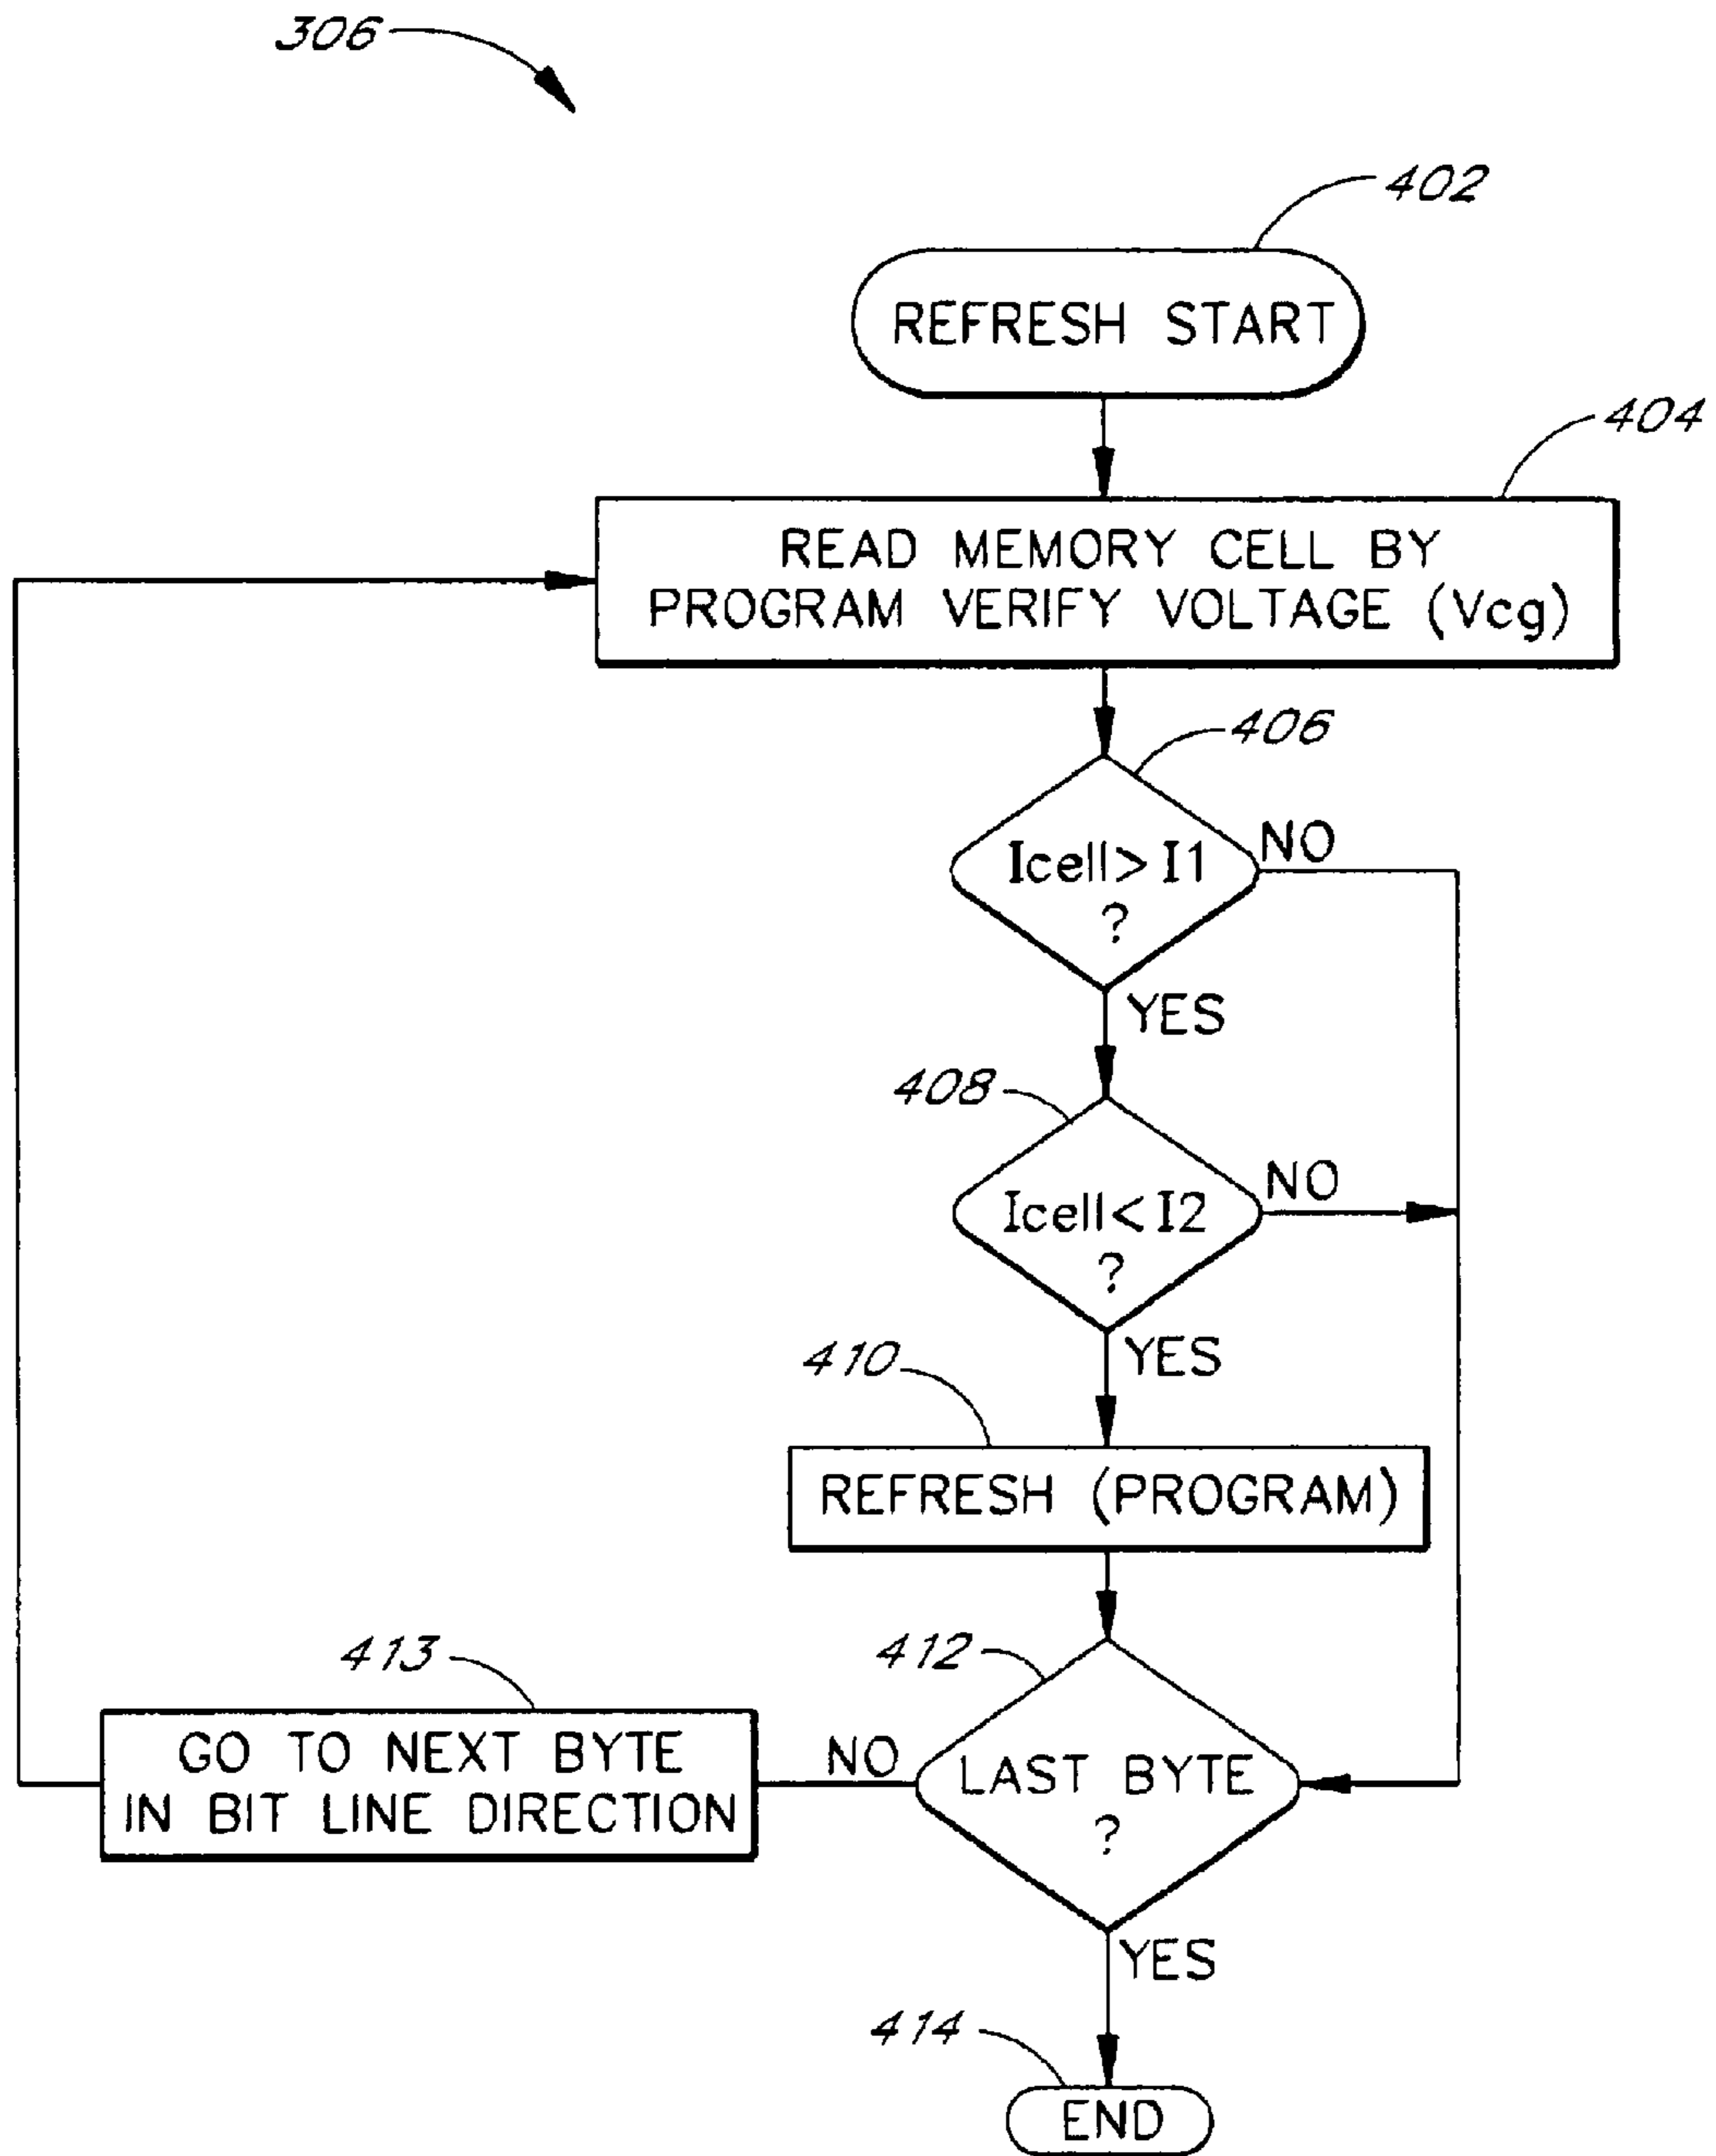 306
402
REFRESH START
404
READ MEMORY CELL BY
PROGRAM VERIFY VOLTAGE (Vcg)
406
Icell> I1
?
NO
YES
408
Icell< I2
?
NO
YES
410
REFRESH (PROGRAM)
412
LAST BYTE
?
NO
413
GO TO NEXT BYTE
IN BIT LINE DIRECTION
YES
414
END